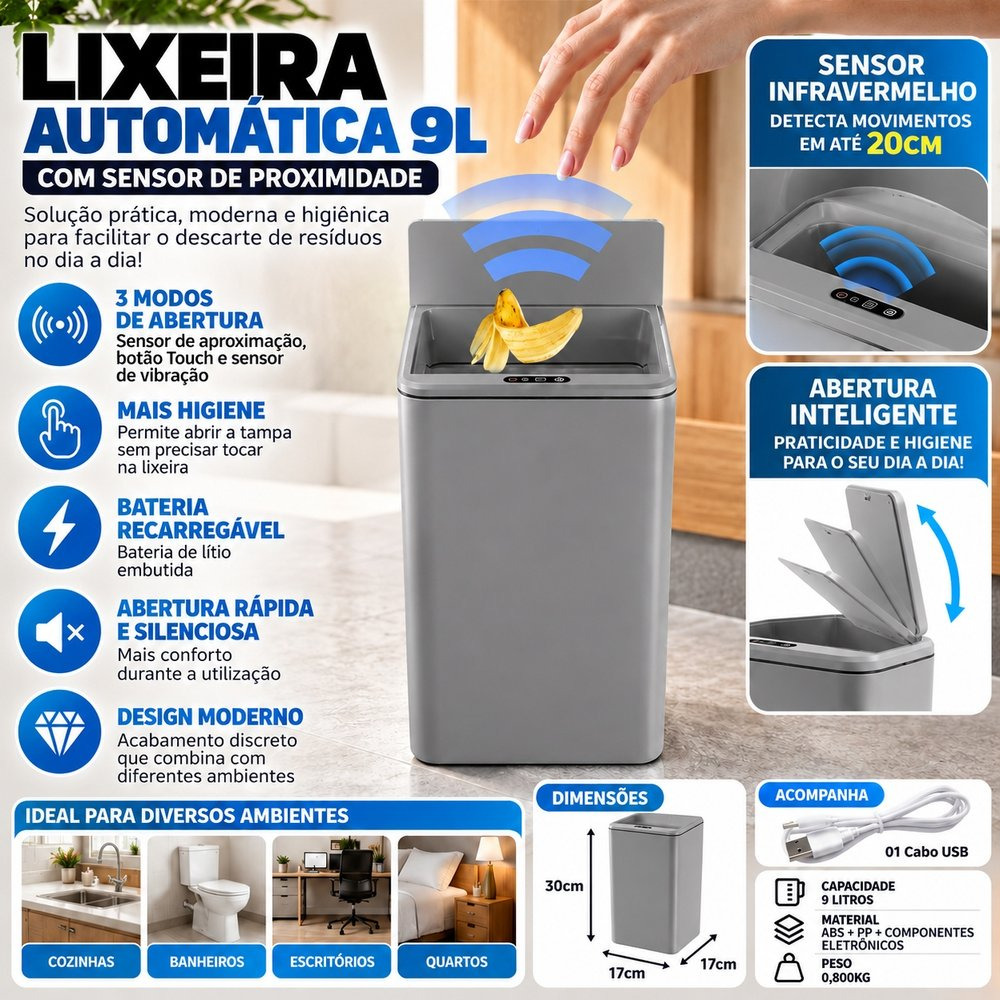 LIXEIRA
AUTOMÁTICA 9L
COM SENSOR DE PROXIMIDADE
Solução prática, moderna e higiênica
para facilitar o descarte de resíduos
no dia a dia!
3 MODOS
DE ABERTURA
Sensor de aproximação,
botão Touch e sensor
de vibração
MAIS HIGIENE
Permite abrir a tampa
sem precisar tocar
na lixeira
BATERIA
RECARREGÁVEL
Bateria de lítio
embutida
ABERTURA RÁPIDA
E SILENCIOSA
Mais conforto
durante a utilização
DESIGN MODERNO
Acabamento discreto
que combina com
diferentes ambientes
SENSOR
INFRAVERMELHO
DETECTA MOVIMENTOS
EM ATÉ 20CM
ABERTURA
INTELIGENTE
PRATICIDADE E HIGIENE
PARA O SEU DIA A DIA!
IDEAL PARA DIVERSOS AMBIENTES
COZINHAS
BANHEIROS
ESCRITÓRIOS
QUARTOS
DIMENSÕES
30cm
17cm
17cm
ACOMPANHA
01 Cabo USB
CAPACIDADE
9 LITROS
MATERIAL
ABS + PP + COMPONENTES
ELETRÔNICOS
PESO
0,800KG